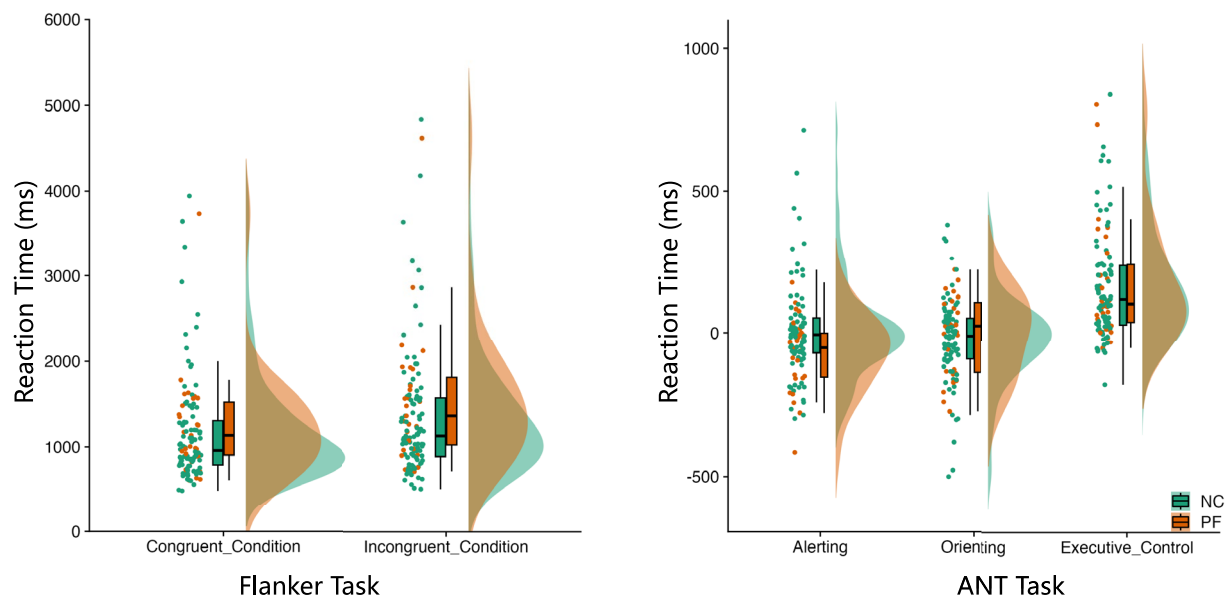 Reaction Time (ms)
6000
5000
4000
3000
2000
1000
0
Congruent_Condition
Incongruent_Condition
Flanker Task
Reaction Time (ms)
1000
500
0
-500
NC
PF
Alerting
Orienting
Executive_Control
ANT Task